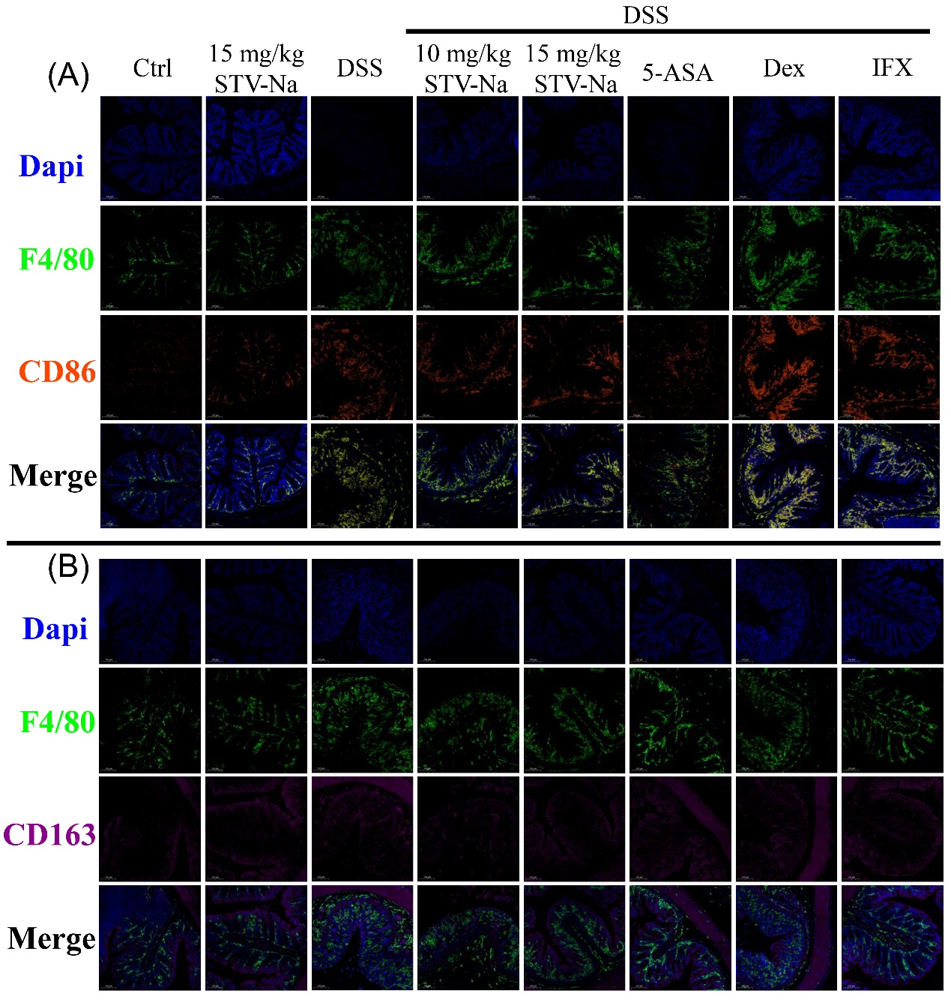 DSS
(A)
Ctrl
15 mg/kg
STV-Na
DSS
10 mg/kg
STV-Na
15 mg/kg
STV-Na
5-ASA
Dex
IFX
Dapi
F4/80
CD86
Merge
(B)
Dapi
F4/80
CD163
Merge